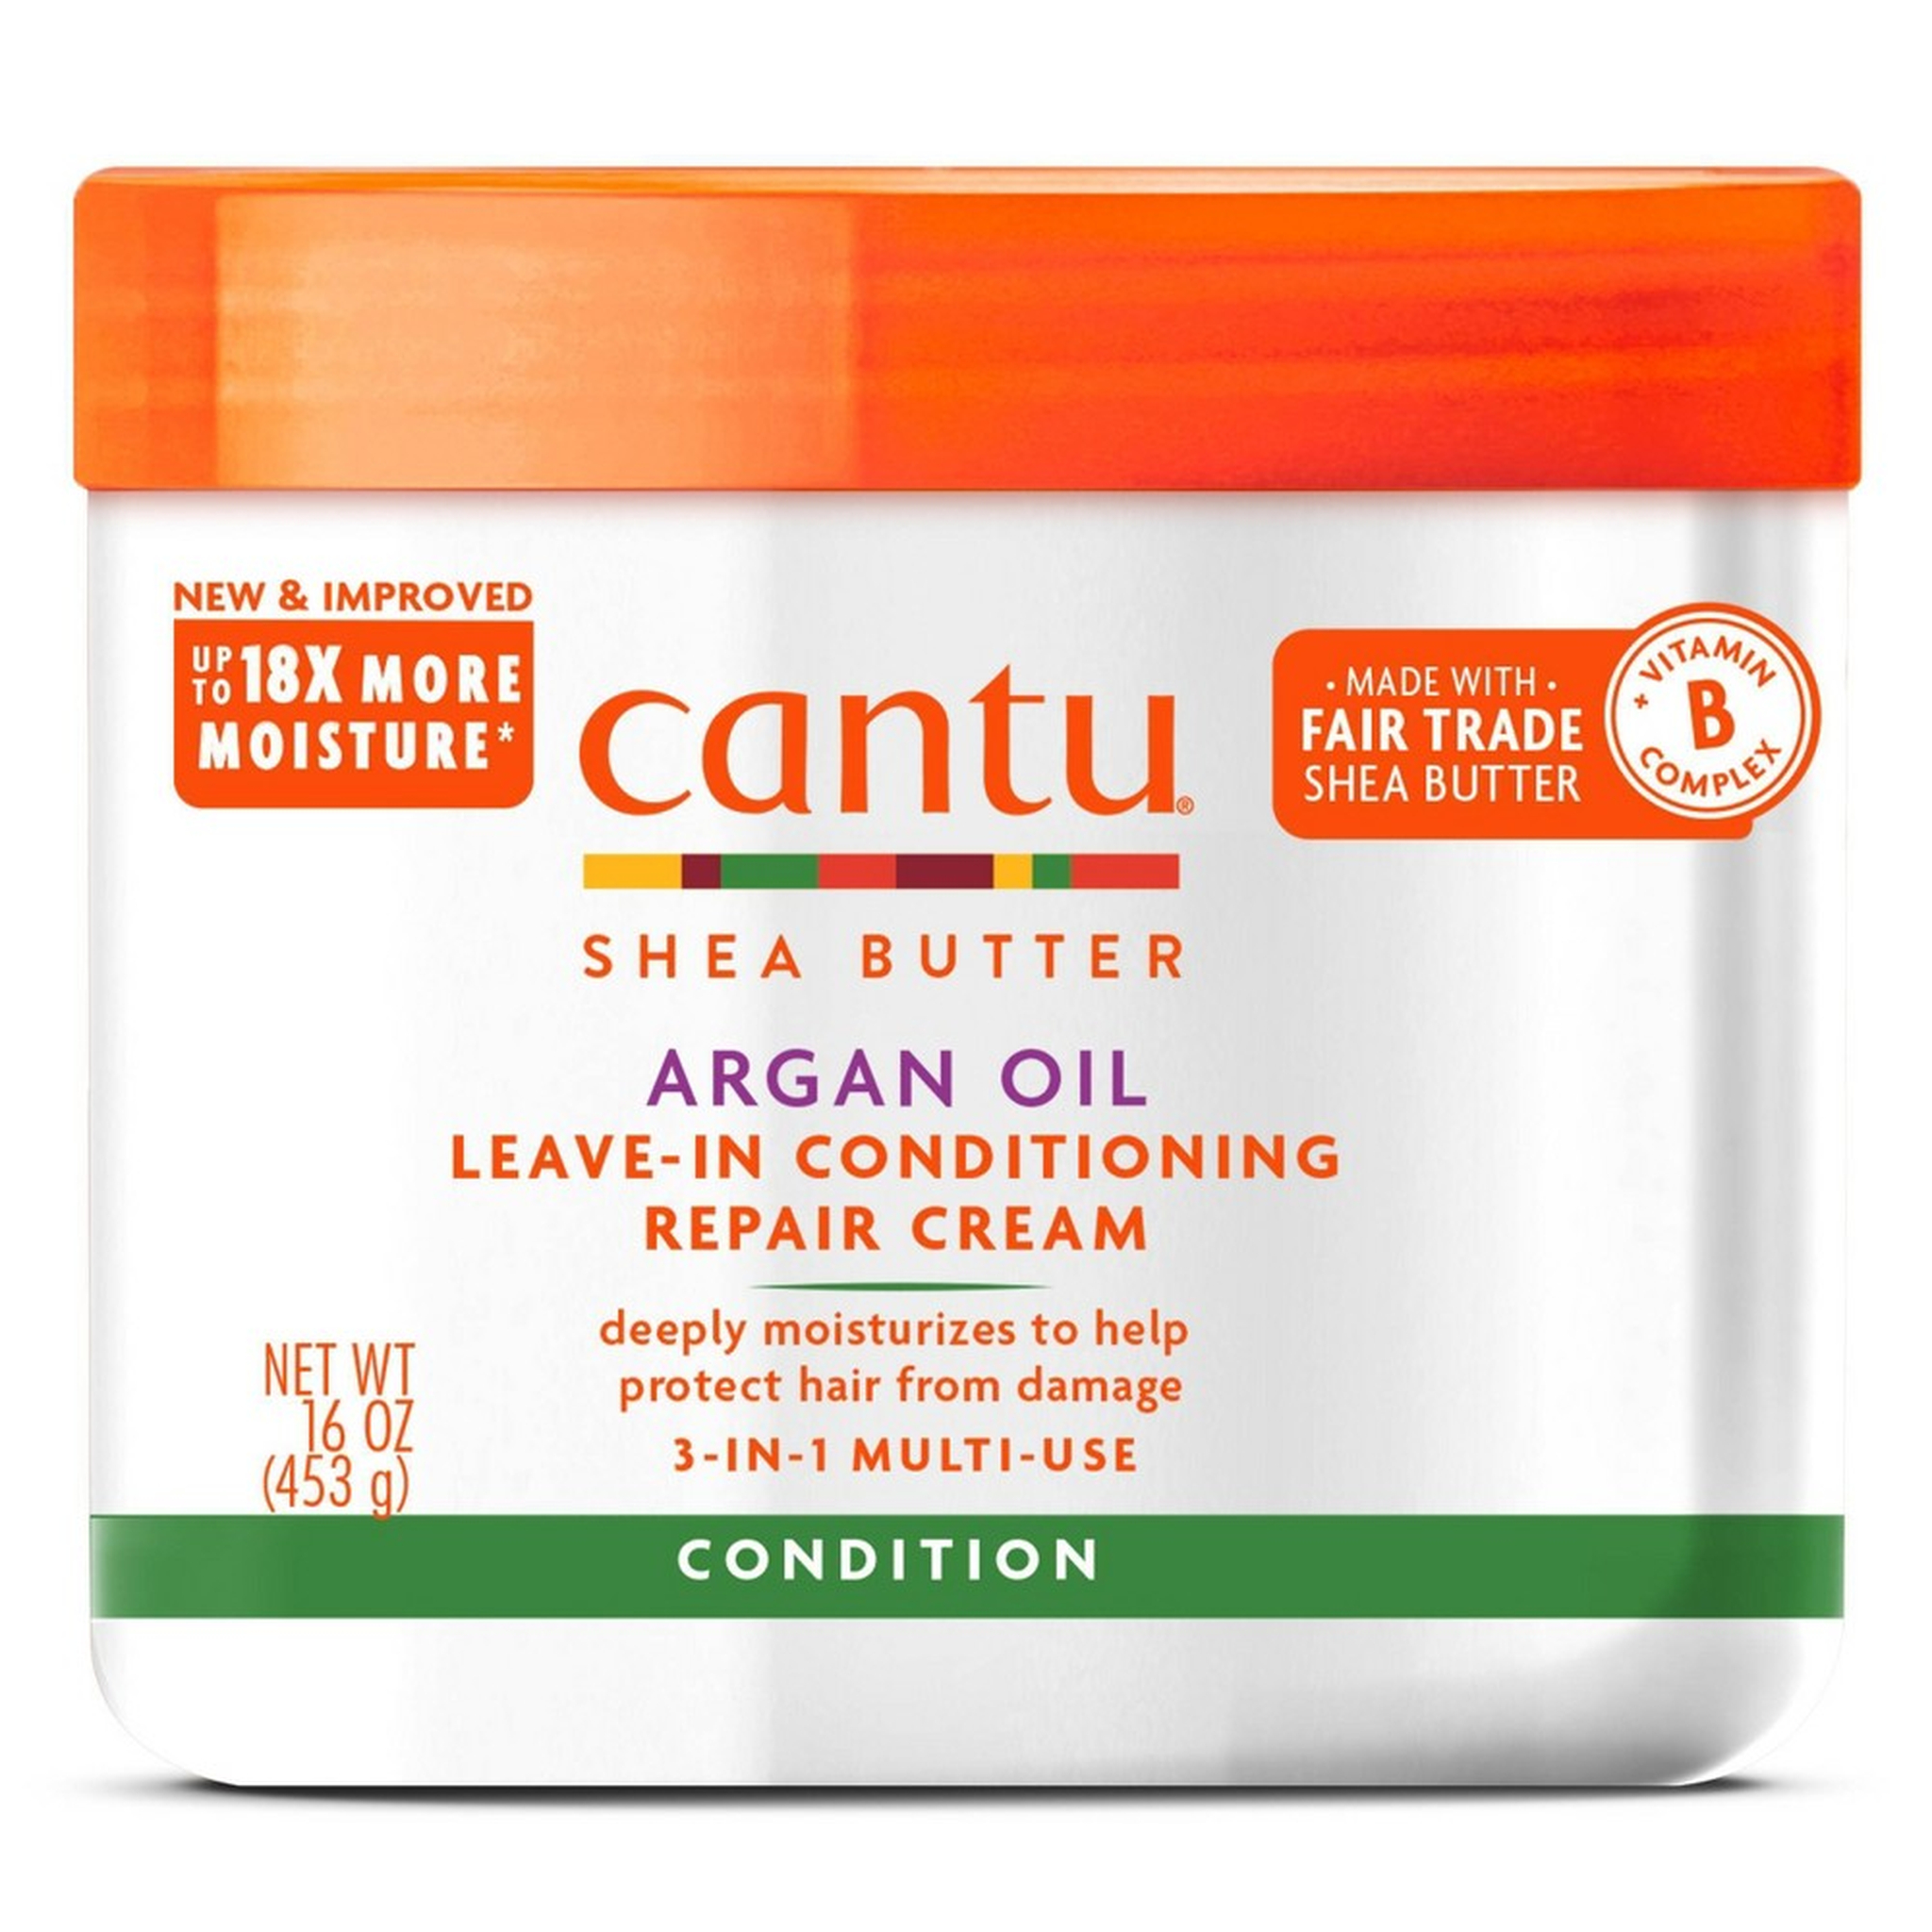 NEW & IMPROVED
UP TO 18X MORE
MOISTURE*
cantu®
· MADE WITH ·
FAIR TRADE
SHEA BUTTER
+ VITAMIN
B
COMPLEX
SHEA BUTTER
ARGAN OIL
LEAVE-IN CONDITIONING
REPAIR CREAM
deeply moisturizes to help
protect hair from damage
3-IN-1 MULTI-USE
NET WT
16 OZ
(453 g)
CONDITION